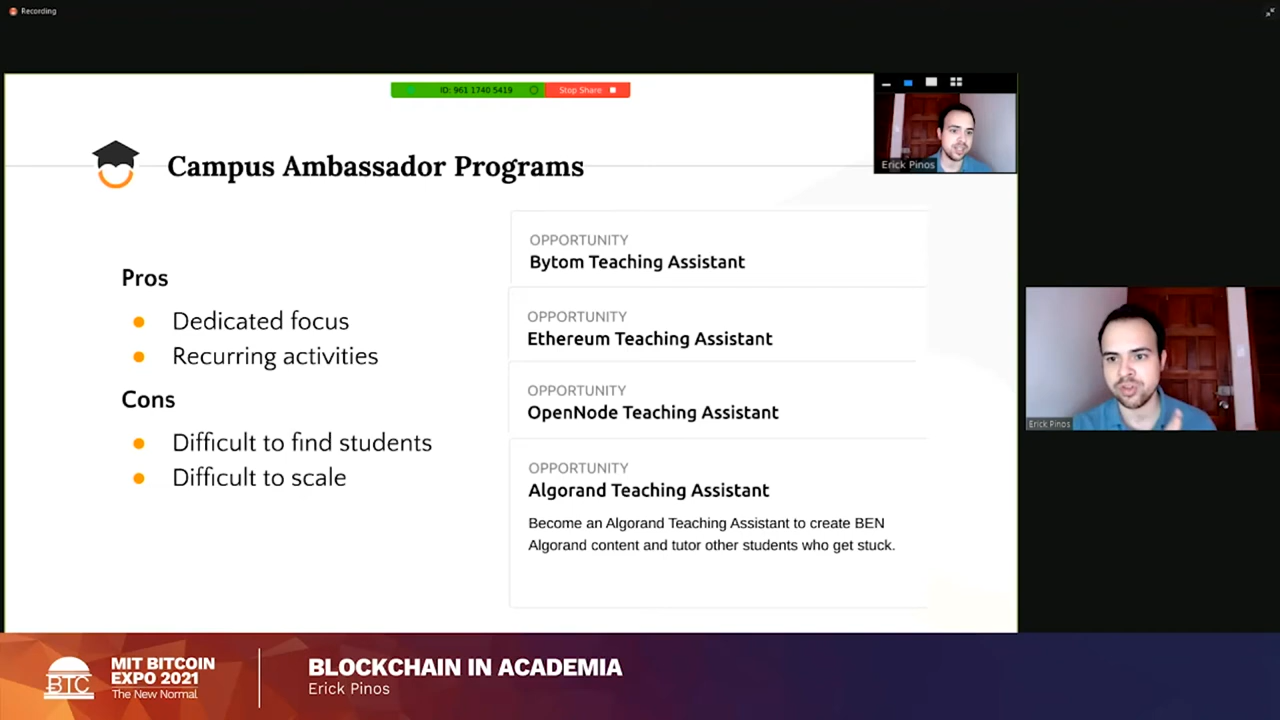 Recording
ID: 961 1740 5419
Stop Share
Erick Pinos
Campus Ambassador Programs
Pros
Dedicated focus
Recurring activities
Cons
Difficult to find students
Difficult to scale
OPPORTUNITY
Bytom Teaching Assistant
OPPORTUNITY
Ethereum Teaching Assistant
OPPORTUNITY
OpenNode Teaching Assistant
OPPORTUNITY
Algorand Teaching Assistant
Become an Algorand Teaching Assistant to create BEN
Algorand content and tutor other students who get stuck.
Erick Pinos
BTC
MIT BITCOIN
EXPO 2021
The New Normal
BLOCKCHAIN IN ACADEMIA
Erick Pinos